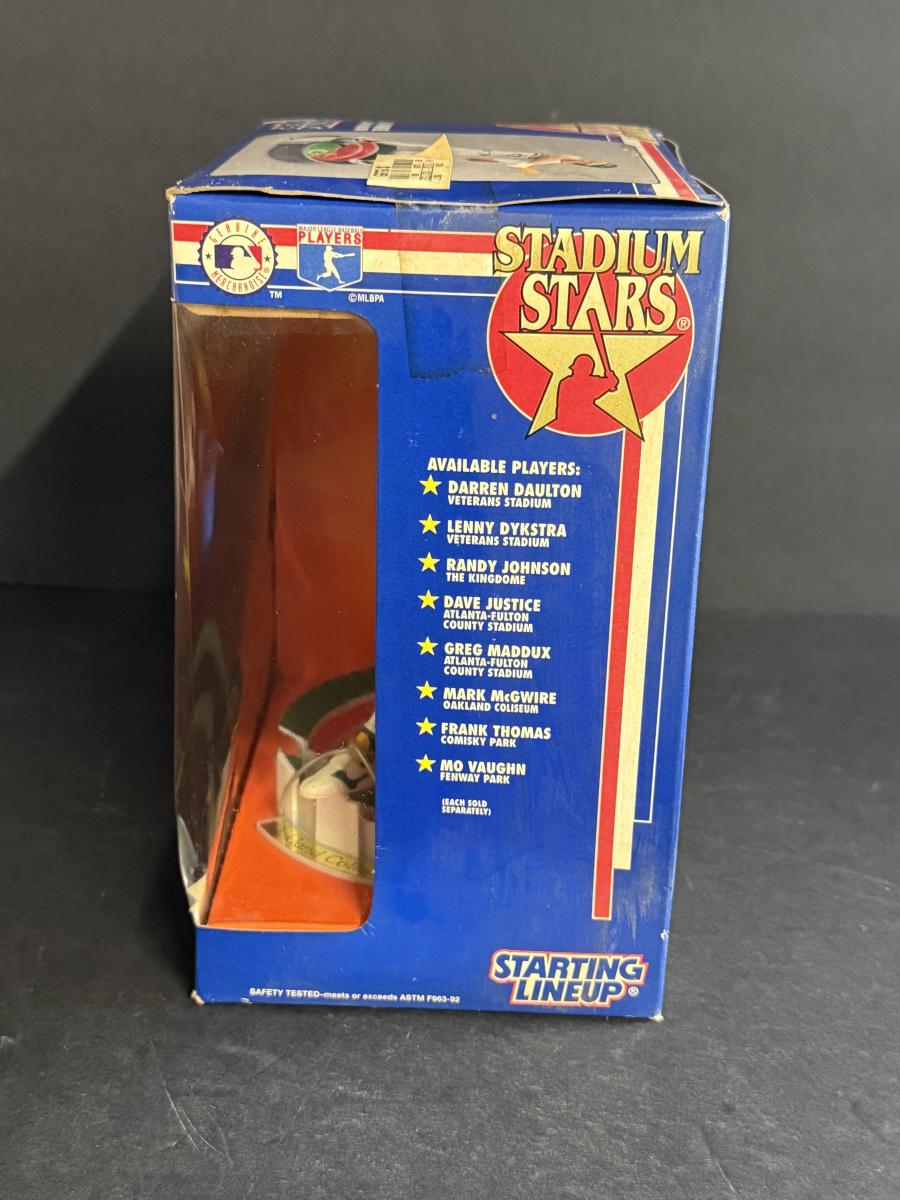 GENUINE
MERCHANDISE
TM
MAJOR LEAGUE BASEBALL
PLAYERS
©MLBPA
STADIUM
STARS®
AVAILABLE PLAYERS:
DARREN DAULTON
VETERANS STADIUM
LENNY DYKSTRA
VETERANS STADIUM
RANDY JOHNSON
THE KINGDOME
DAVE JUSTICE
ATLANTA-FULTON
COUNTY STADIUM
GREG MADDUX
ATLANTA-FULTON
COUNTY STADIUM
MARK McGWIRE
OAKLAND COLISEUM
FRANK THOMAS
COMISKY PARK
MO VAUGHN
FENWAY PARK
(EACH SOLD
SEPARATELY)
STARTING
LINEUP®
SAFETY TESTED–meets or exceeds ASTM F963-92